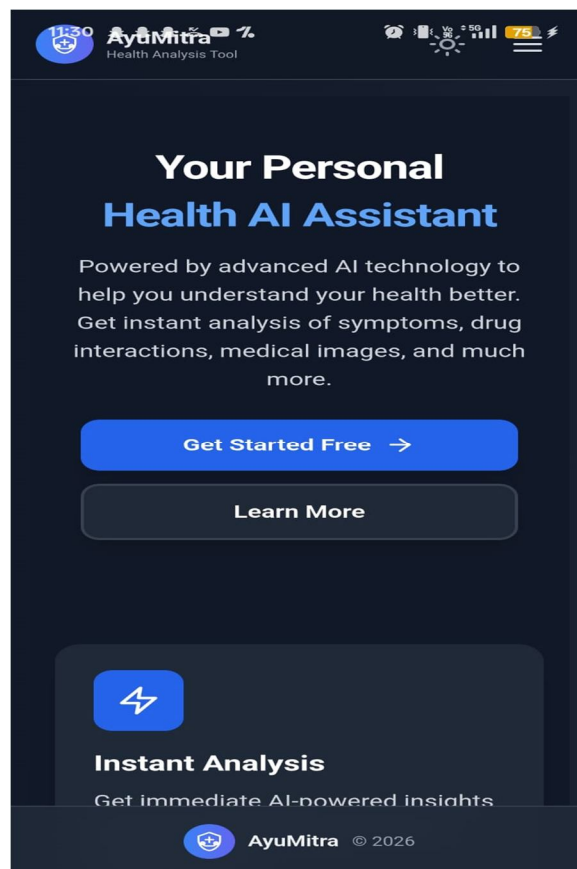 11:30
75
5G
AyuMitra
Health Analysis Tool
Your Personal
Health AI Assistant
Powered by advanced AI technology to
help you understand your health better.
Get instant analysis of symptoms, drug
interactions, medical images, and much
more.
Get Started Free
Learn More
Instant Analysis
Get immediate AI-powered insights
AyuMitra © 2026